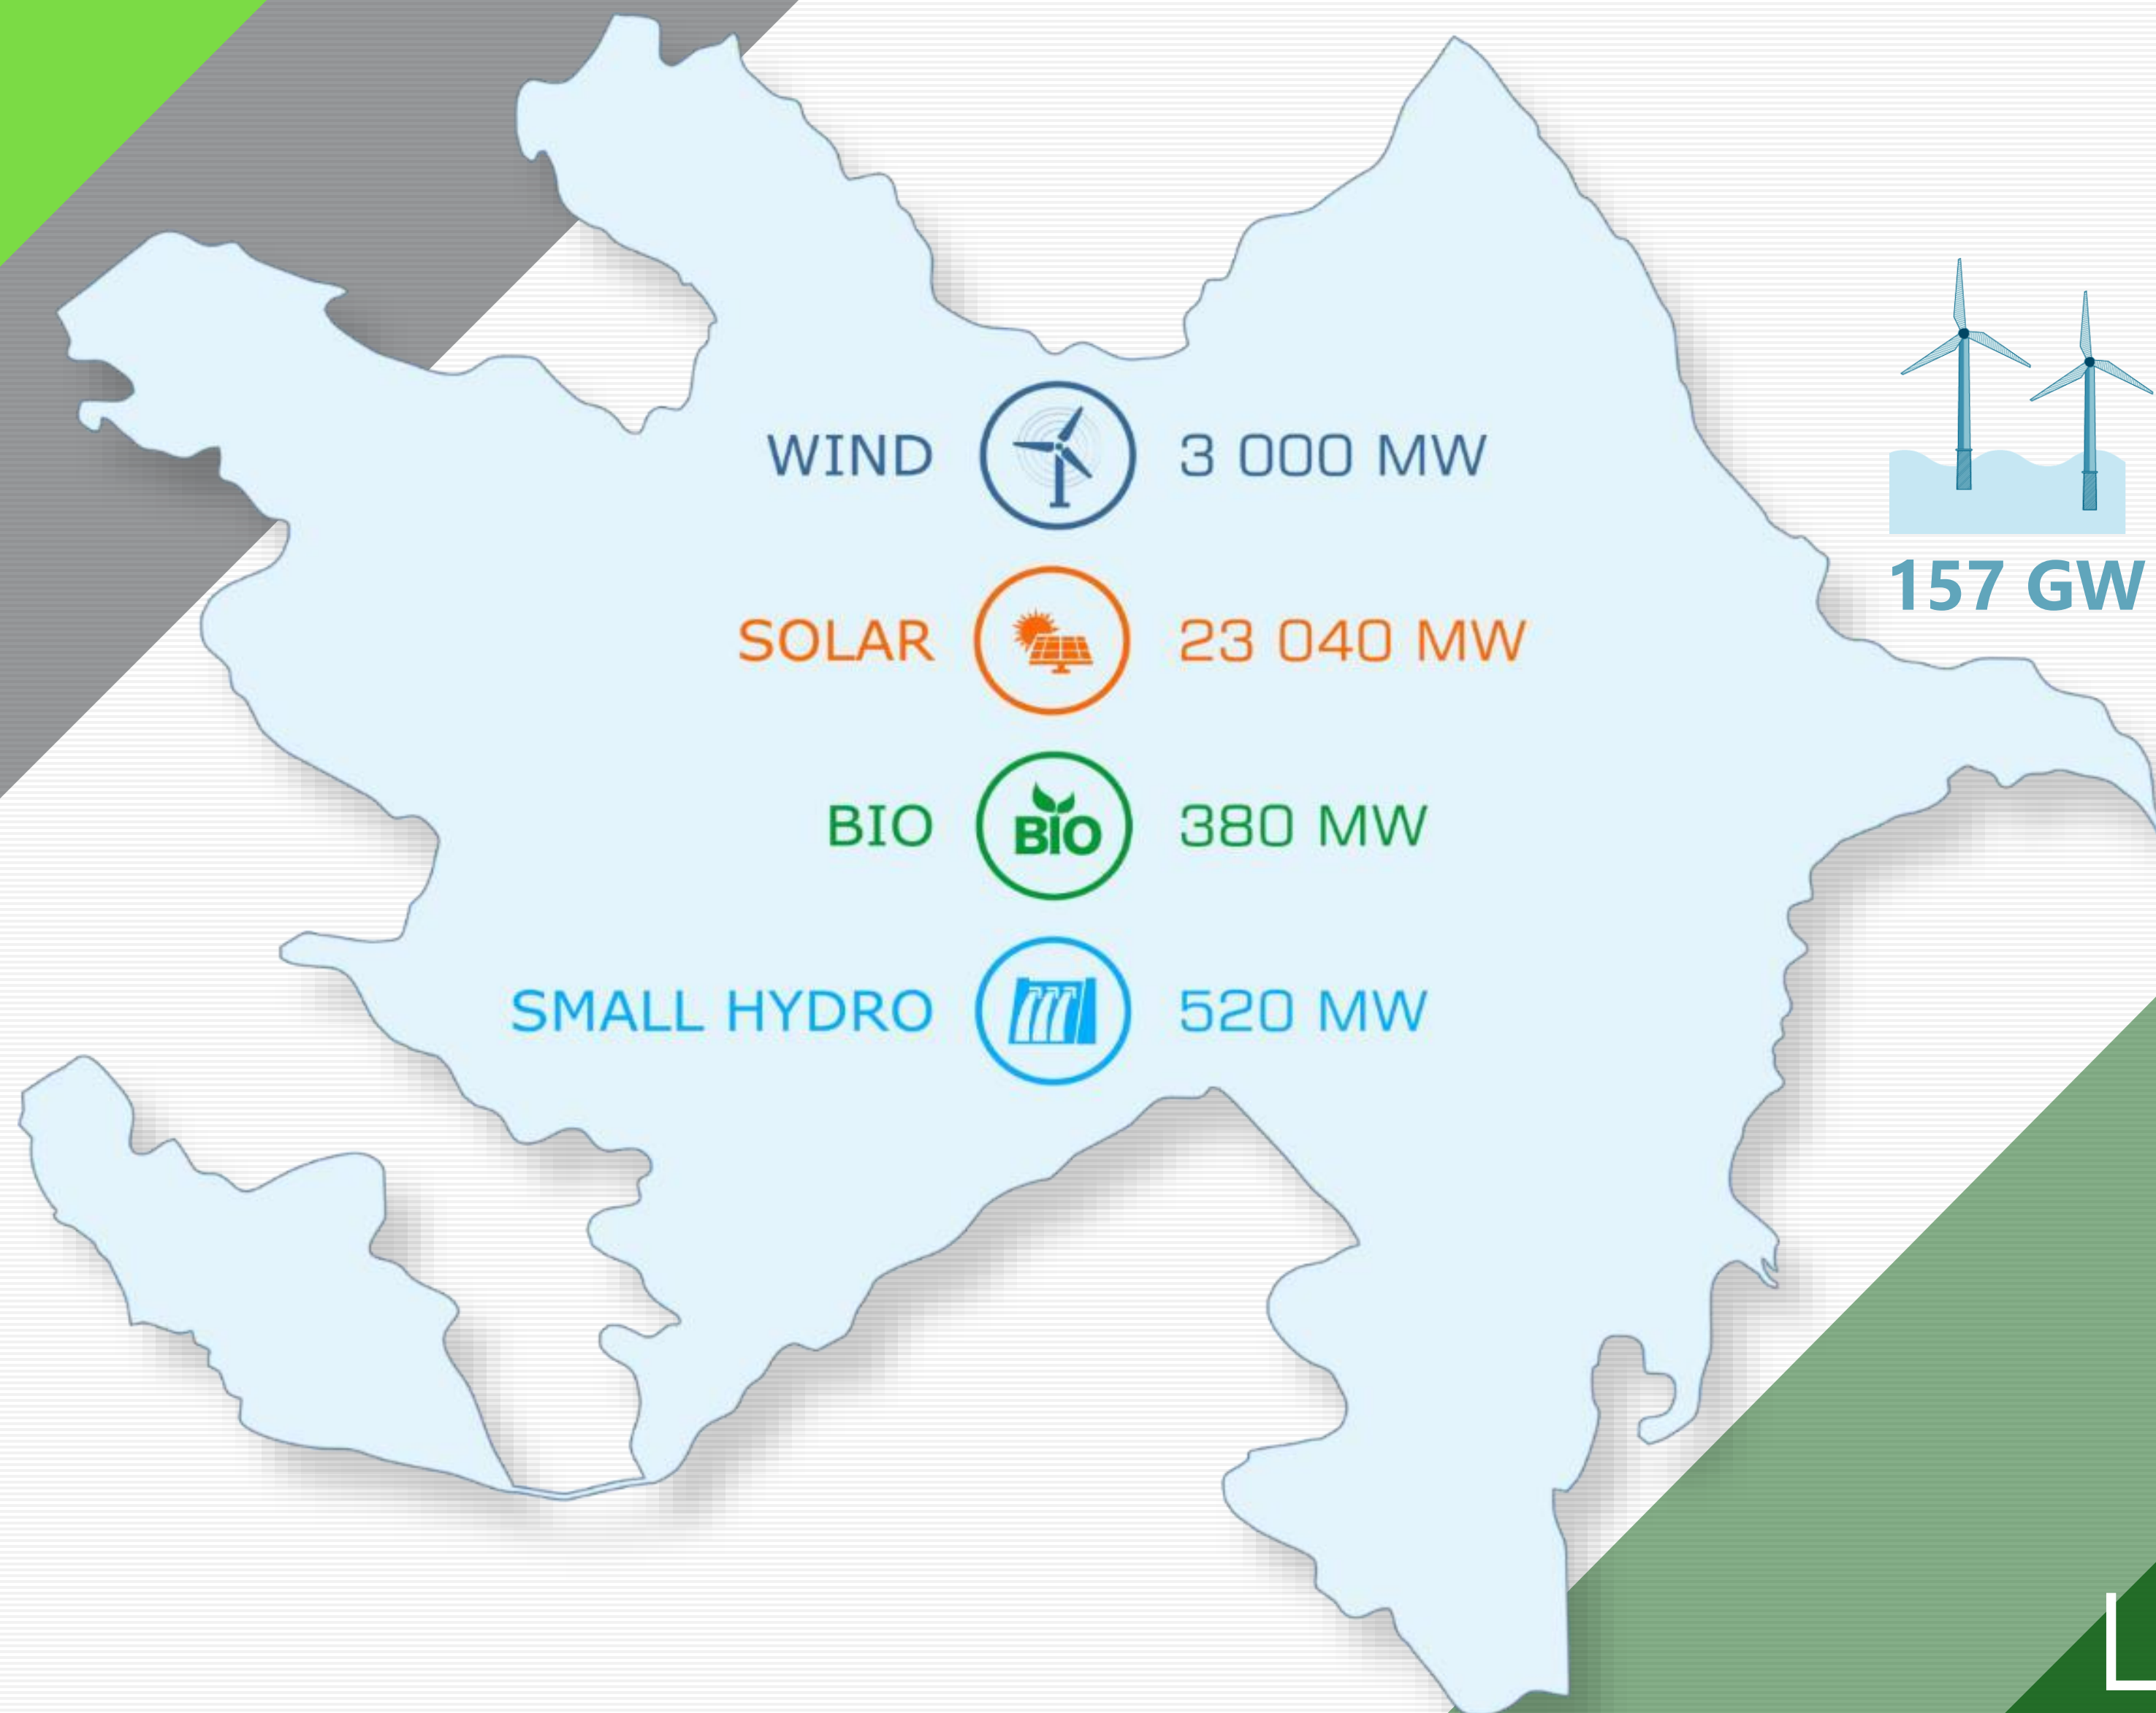 WIND 3 000 MW
157 GW
SOLAR 23 040 MW
BIO BIO 380 MW
SMALL HYDRO 520 MW